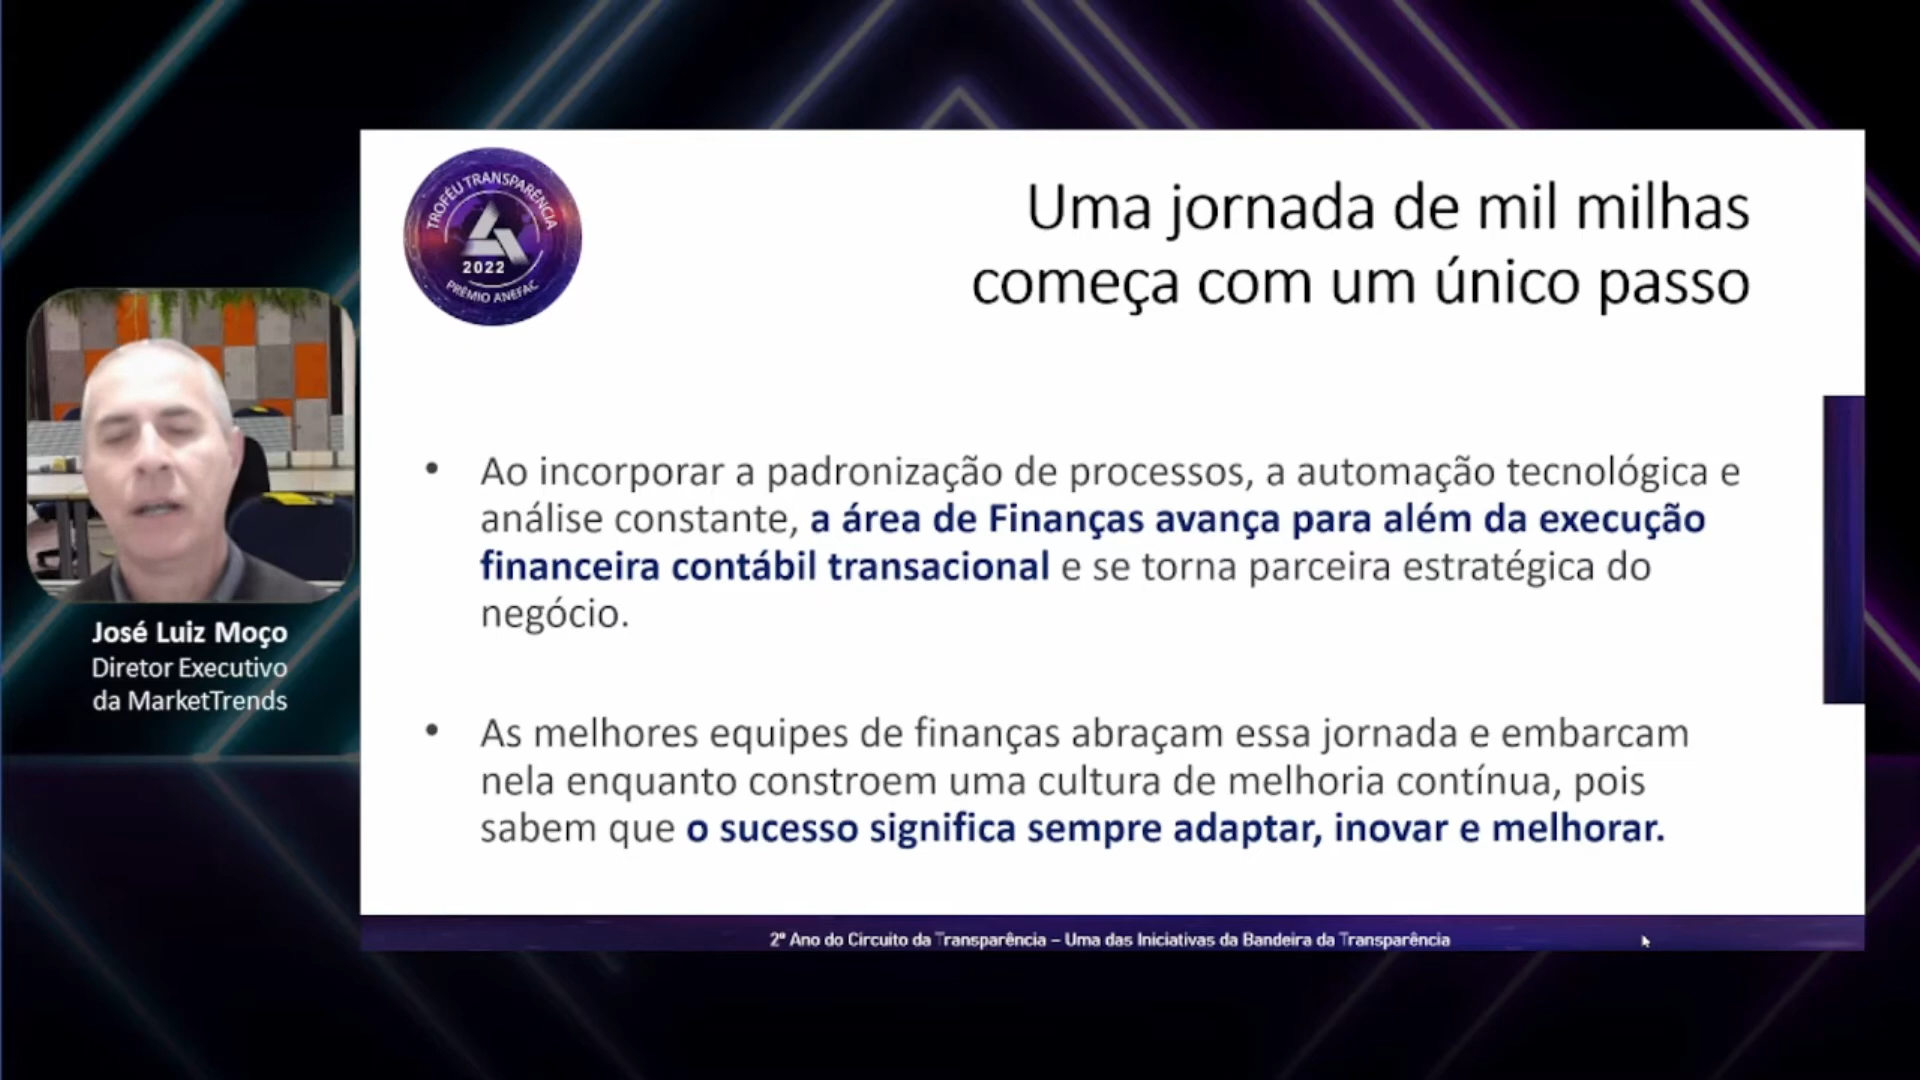 TROFÉU TRANSPARÊNCIA
2022
PRÊMIO ANEFAC
Uma jornada de mil milhas
começa com um único passo
• Ao incorporar a padronização de processos, a automação tecnológica e
análise constante, a área de Finanças avança para além da execução
financeira contábil transacional e se torna parceira estratégica do
negócio.
José Luiz Moço
Diretor Executivo
da MarketTrends
• As melhores equipes de finanças abraçam essa jornada e embarcam
nela enquanto constroem uma cultura de melhoria contínua, pois
sabem que o sucesso significa sempre adaptar, inovar e melhorar.
2º Ano do Circuito da Transparência – Uma das Iniciativas da Bandeira da Transparência